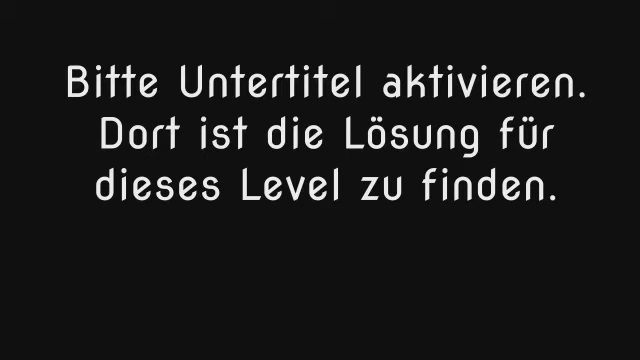 Bitte Untertitel aktivieren.
Dort ist die Lösung für
dieses Level zu finden.